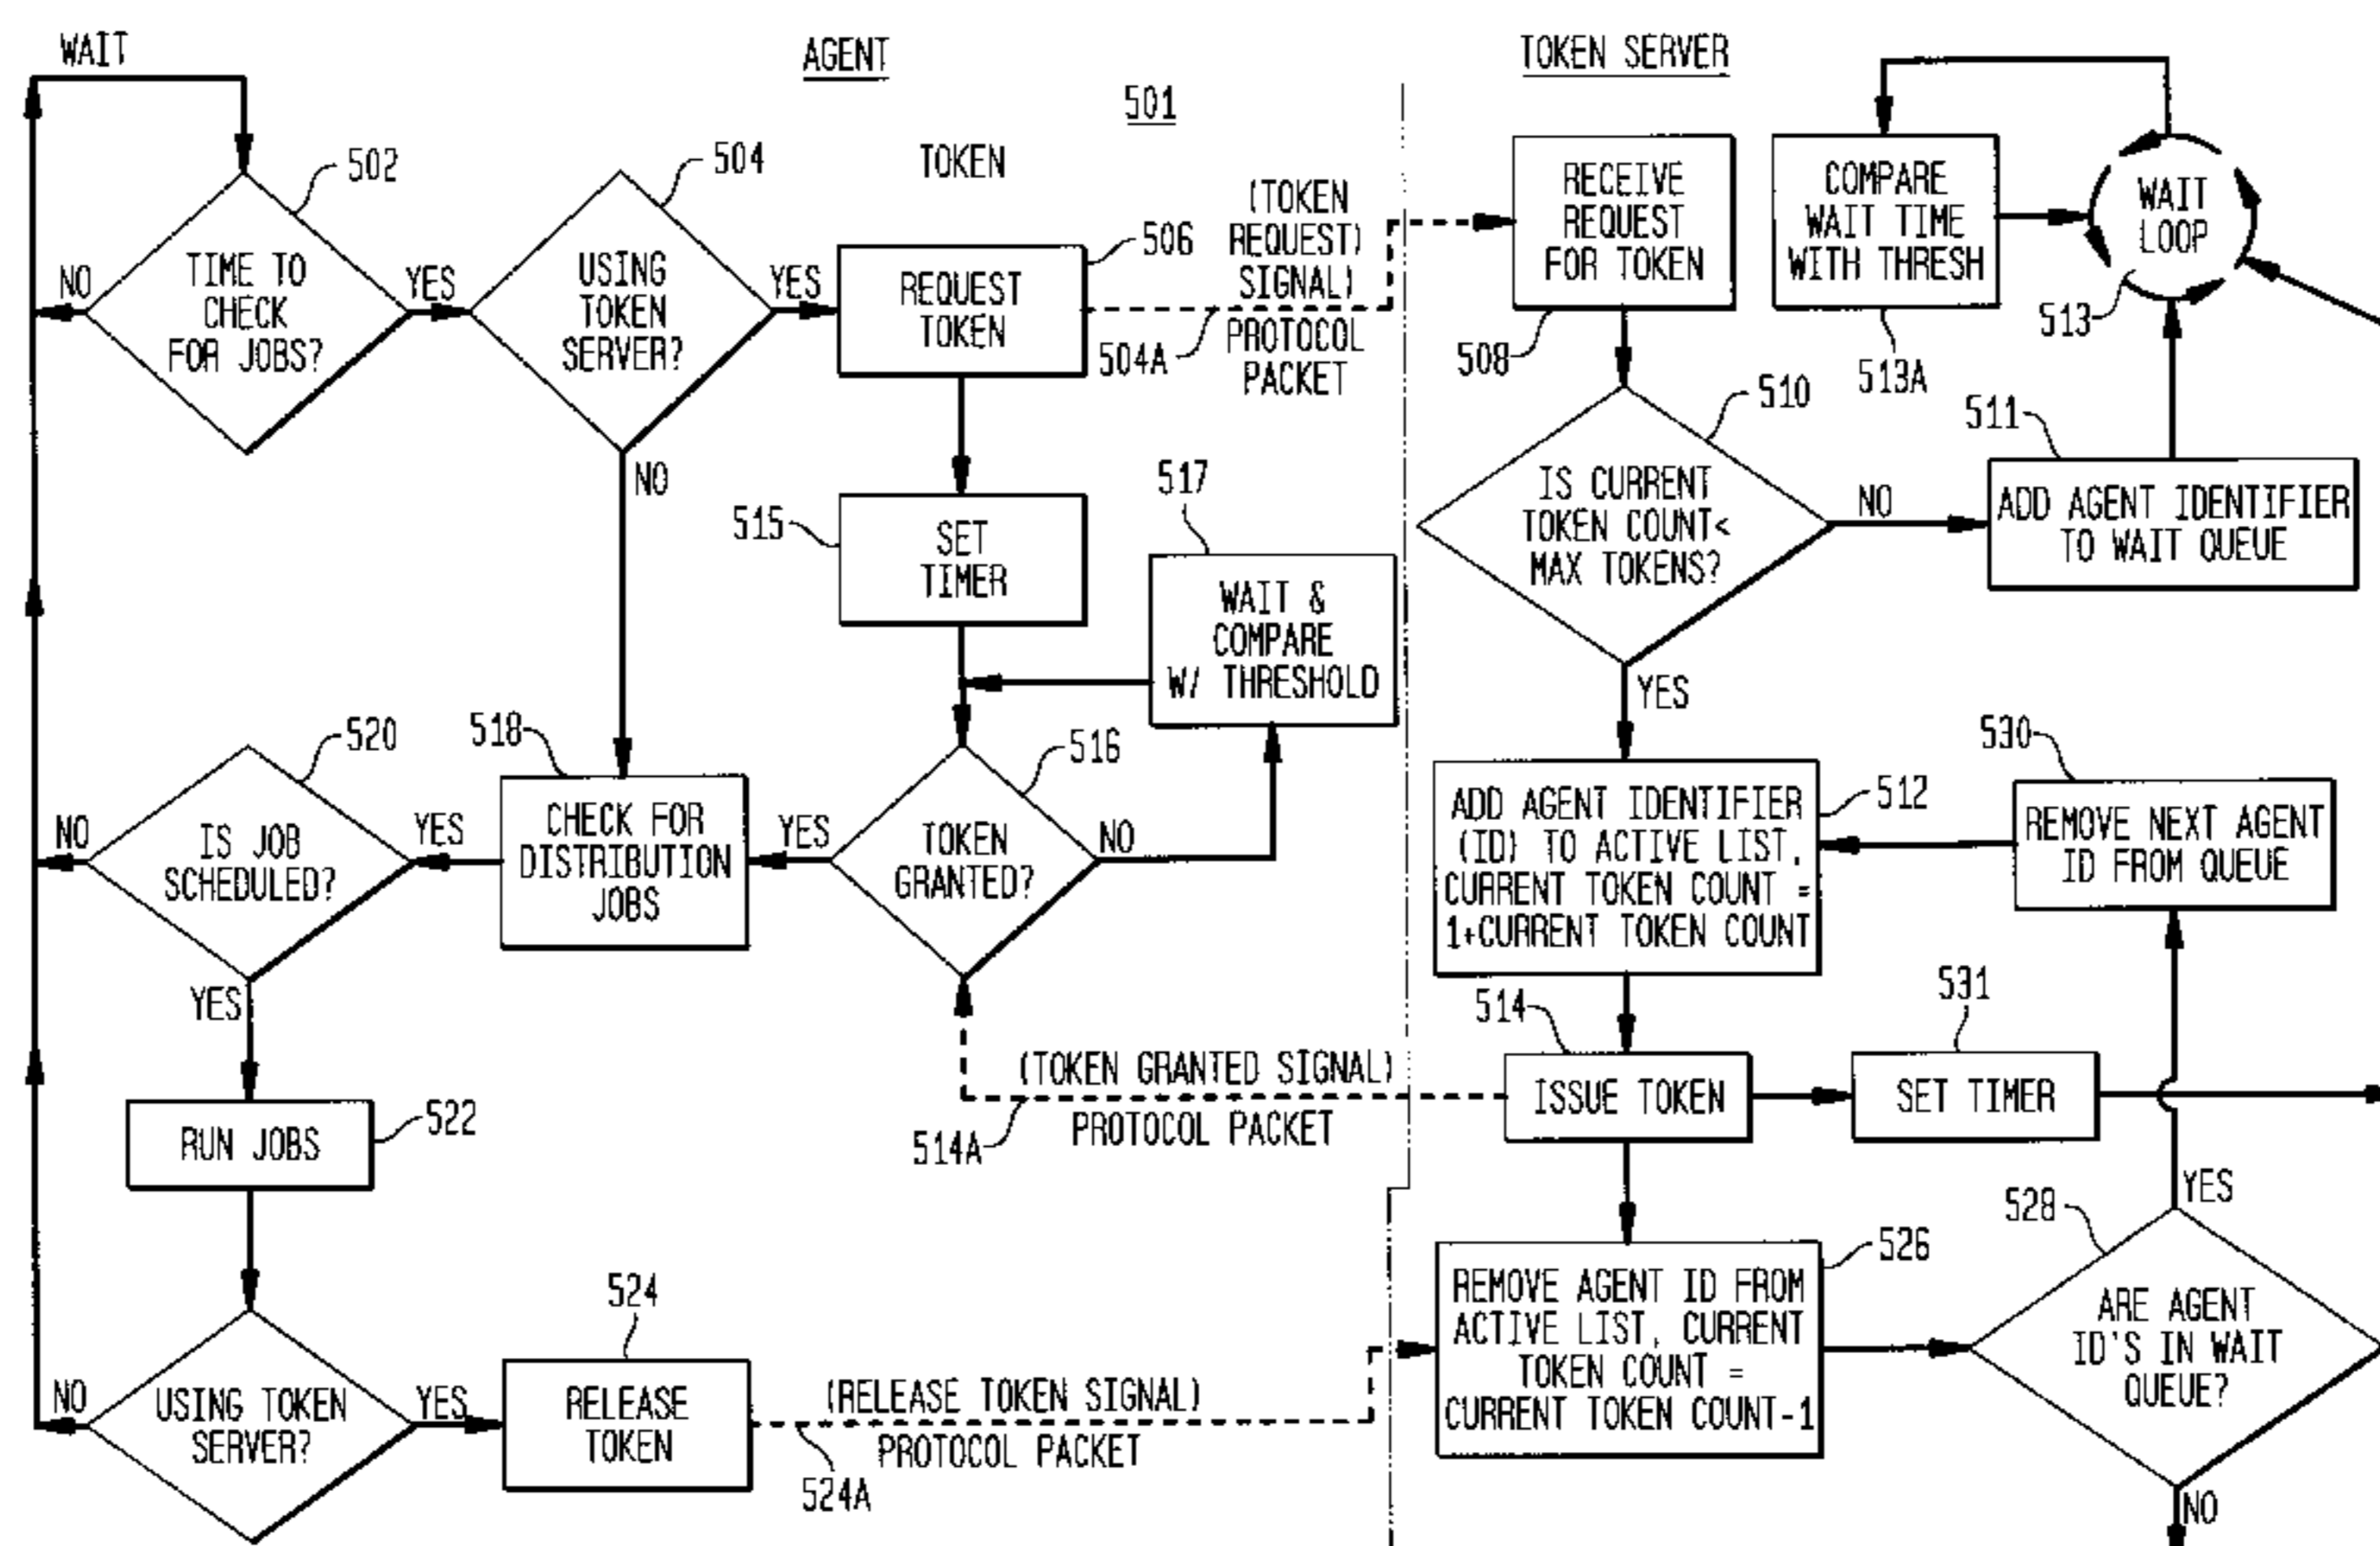 WAIT
AGENT
501
TOKEN SERVER
502
TIME TO
CHECK
FOR JOBS?
NO
YES
504
USING
TOKEN
SERVER?
YES
NO
TOKEN
506
REQUEST
TOKEN
(TOKEN
REQUEST)
SIGNAL)
504A
PROTOCOL
PACKET
RECEIVE
REQUEST
FOR TOKEN
508
COMPARE
WAIT TIME
WITH THRESH
513A
WAIT
LOOP
513
510
IS CURRENT
TOKEN COUNT<
MAX TOKENS?
NO
YES
511
ADD AGENT IDENTIFIER
TO WAIT QUEUE
515
SET
TIMER
517
WAIT &
COMPARE
W/ THRESHOLD
520
IS JOB
SCHEDULED?
NO
YES
YES
518
CHECK FOR
DISTRIBUTION
JOBS
YES
516
TOKEN
GRANTED?
NO
512
ADD AGENT IDENTIFIER
(ID) TO ACTIVE LIST,
CURRENT TOKEN COUNT =
1+CURRENT TOKEN COUNT
530
REMOVE NEXT AGENT
ID FROM QUEUE
514
ISSUE TOKEN
531
SET TIMER
(TOKEN GRANTED SIGNAL)
514A
PROTOCOL PACKET
RUN JOBS
522
USING TOKEN
SERVER?
NO
YES
524
RELEASE
TOKEN
(RELEASE TOKEN SIGNAL)
PROTOCOL PACKET
524A
526
REMOVE AGENT ID FROM
ACTIVE LIST, CURRENT
TOKEN COUNT =
CURRENT TOKEN COUNT-1
528
YES
ARE AGENT
ID'S IN WAIT
QUEUE?
NO